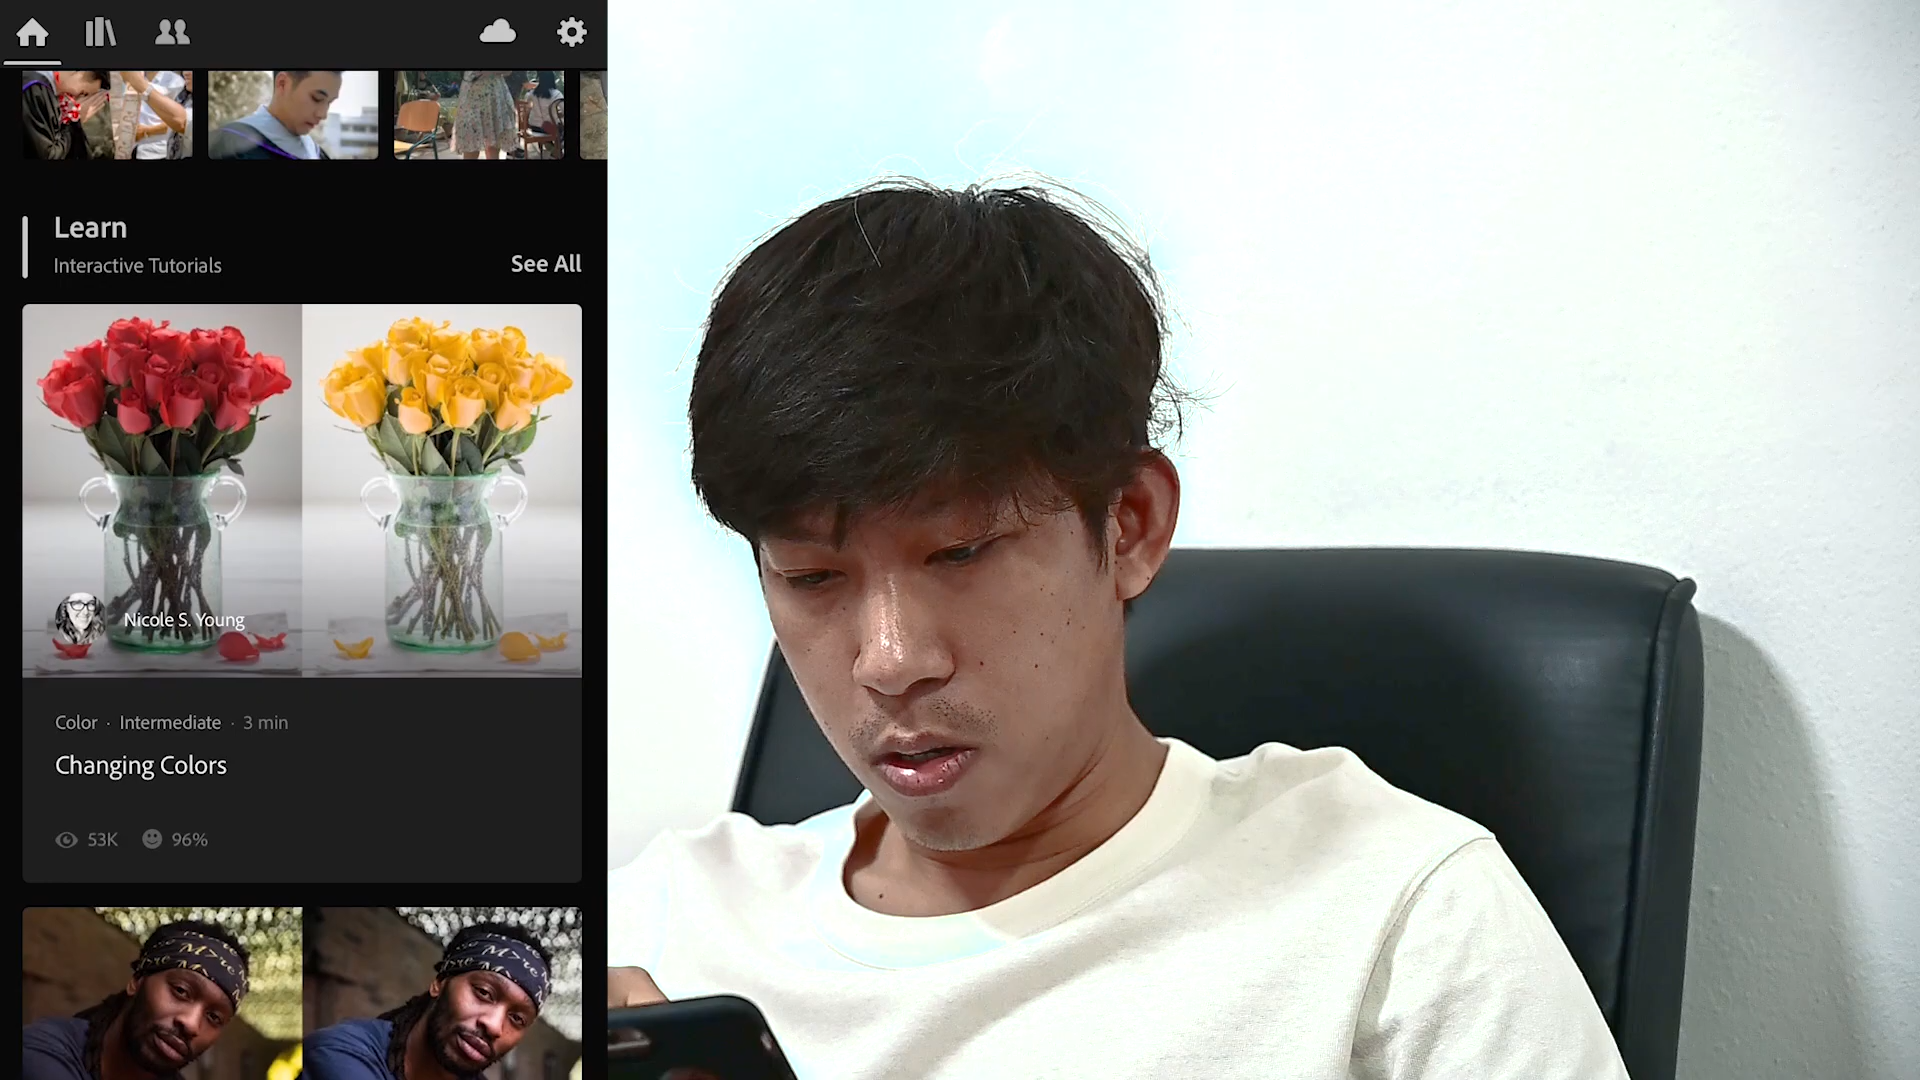 Learn
Interactive Tutorials
See All
Nicole S. Young
Color · Intermediate · 3 min
Changing Colors
53K 96%